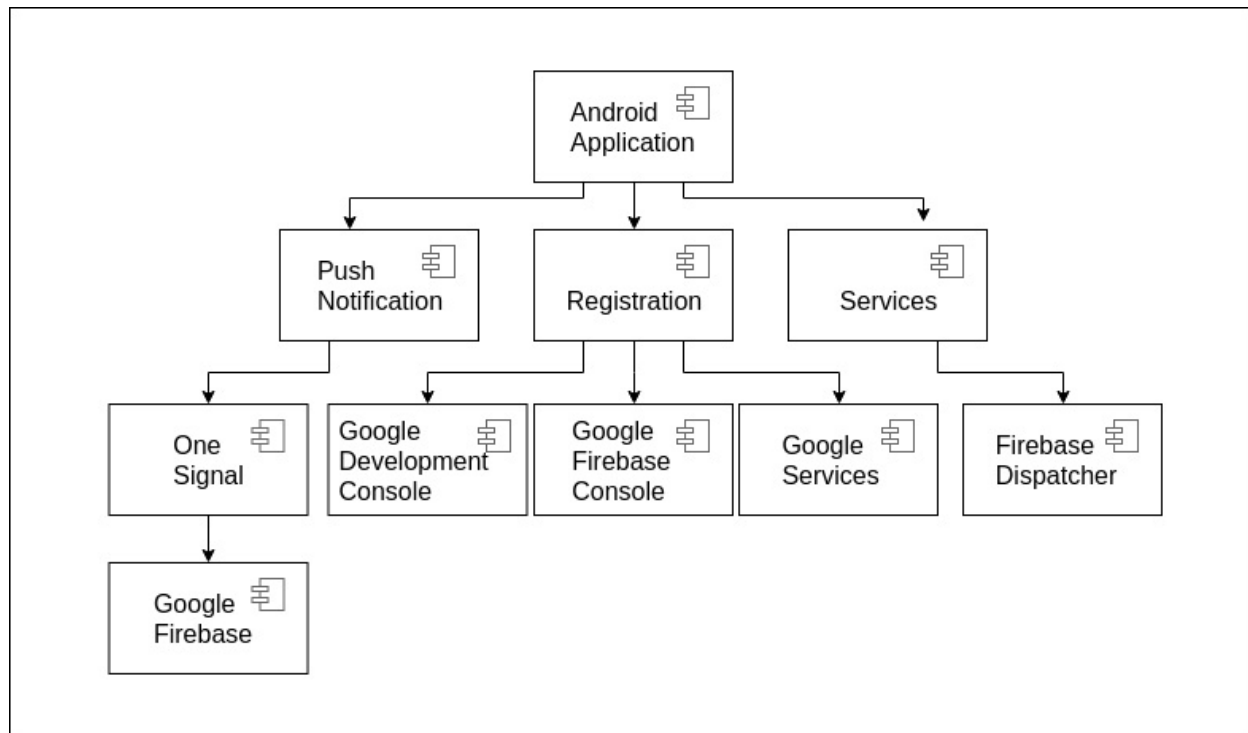 Android
Application
Push
Notification
Registration
Services
One
Signal
Google
Development
Console
Google
Firebase
Console
Google
Services
Firebase
Dispatcher
Google
Firebase